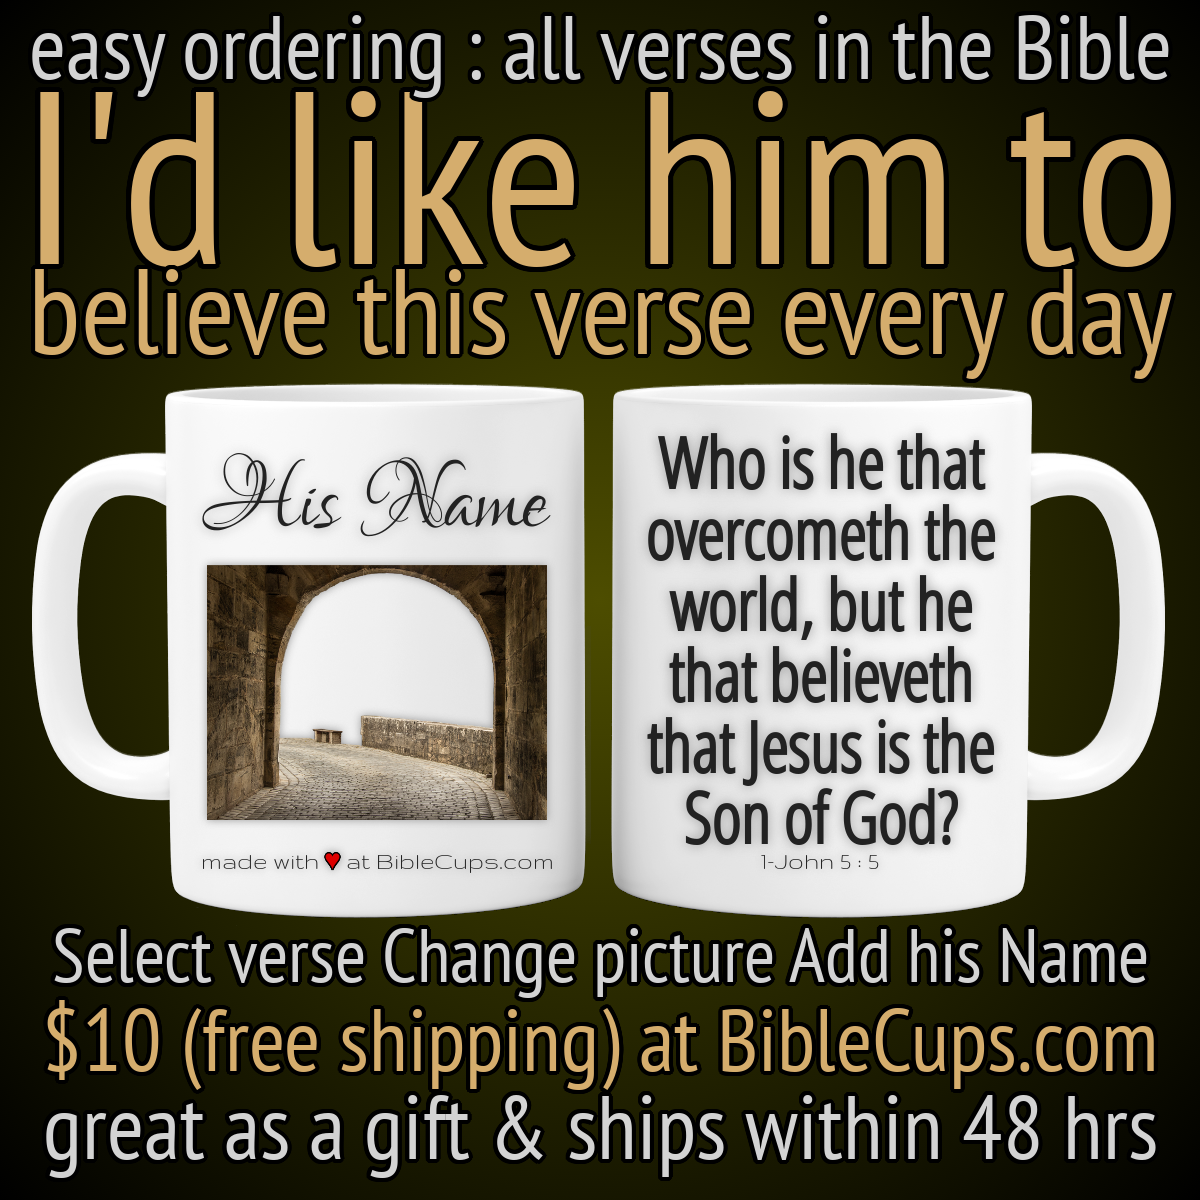 easy ordering : all verses in the Bible
I'd like him to
believe this verse every day
His Name
made with ♥ at BibleCups.com
Who is he that
overcometh the
world, but he
that believeth
that Jesus is the
Son of God?
1-John 5 : 5
Select verse Change picture Add his Name
$10 (free shipping) at BibleCups.com
great as a gift & ships within 48 hrs